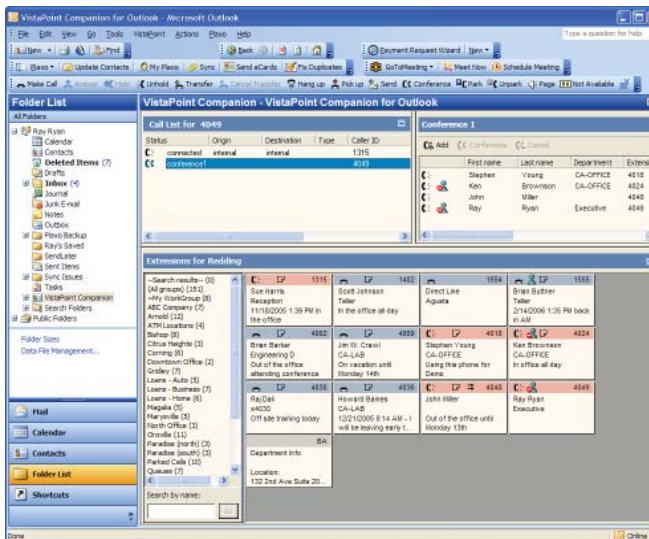 VistaPoint Companion for Outlook - Microsoft Outlook
File Edit View Go Tools VistaPoint Actions Plaxo Help
Type a question for help
New Find Back Payment Request Wizard New
Plaxo Update Contacts My Plaxo Sync Send eCards Fix Duplicates GoToMeeting Meet Now Schedule Meeting
Make Call Answer Hold Unhold Transfer Cancel Transfer Hang up Pick up Send Conference Park Unpark Page Not Available
Folder List
All Folders
Ray Ryan
Calendar
Contacts
Deleted Items (7)
Drafts
Inbox (4)
Journal
Junk E-mail
Notes
Outbox
Plaxo Backup
Ray's Saved
SendLater
Sent Items
Sync Issues
Tasks
VistaPoint Companion
Search Folders
Public Folders
Folder Sizes
Data File Management...
Mail
Calendar
Contacts
Folder List
Shortcuts
VistaPoint Companion - VistaPoint Companion for Outlook
Call List for 4049
Status Origin Destination Type Caller ID
connected internal internal 1315
conference1 4049
Conference 1
Add Conference Cancel
First name Last name Department Extens
Stephen Young CA-OFFICE 4018
Ken Brownson CA-OFFICE 4024
John Miller 4048
Ray Ryan Executive 4049
Extensions for Redding
--Search results-- (0)
(All groups) (151)
ABC Company (7)
Arnold (12)
ATM Locations (4)
Bishop (8)
Citrus Heights (3)
Corning (6)
Downtown Office (2)
Gridley (7)
Loans - Auto (5)
Loans - Business (7)
Loans - Home (6)
Magalia (5)
Marysville (5)
North Office (3)
Oroville (11)
Paradise (north) (3)
Paradise (south) (3)
Parked Calls (10)
Queues (7)
Search by name:
Go
1315
Sue Harris
Reception
11/18/2005 1:39 PM In the office
1482
Scott Johnson
Teller
In the office all day
1564
Direct Line
Aguata
1565
Brian Buttner
Teller
2/14/2006 1:35 PM back in AM
4002
Brian Barker
Engineering D
Out of the office attending conference
4009
Jim W. Crawl
CA-LAB
On vacation until Monday 14th
4018
Stephen Young
CA-OFFICE
Using this phone for Demo
4024
Ken Brownson
CA-OFFICE
In office all day
4030
Raj Dali
x4030
Off site training today
4036
Howard Baines
CA-LAB
12/21/2005 8:14 AM - I will be leaving early t...
4048
John Miller
Out of the office until Monday 13th
4049
Ray Ryan
Executive
BA
Department Info
Location:
132 2nd Ave Suite 20...
Done
Online